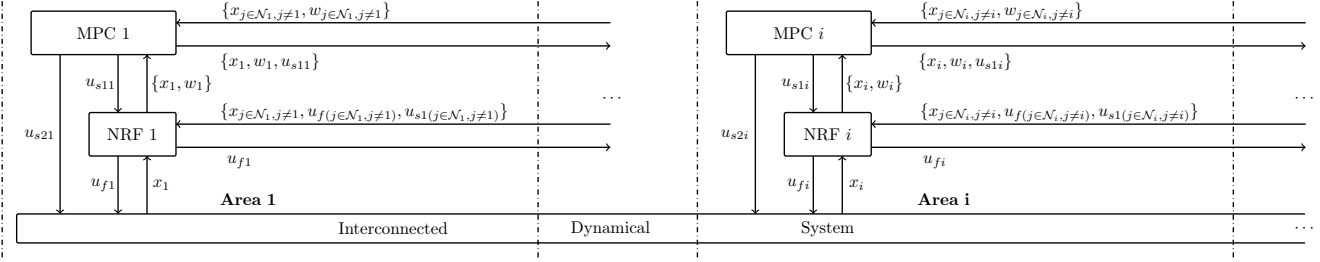 {x_{j∈𝒩_1,j≠1}, w_{j∈𝒩_1,j≠1}}
MPC 1
{x_1, w_1, u_{s11}}
u_{s11}
{x_1, w_1}
u_{s21}
{x_{j∈𝒩_1,j≠1}, u_{f(j∈𝒩_1,j≠1)}, u_{s1(j∈𝒩_1,j≠1)}}
NRF 1
u_{f1}
u_{f1}
x_1
Area 1
...
{x_{j∈𝒩_i,j≠i}, w_{j∈𝒩_i,j≠i}}
MPC i
{x_i, w_i, u_{s1i}}
u_{s1i}
{x_i, w_i}
u_{s2i}
{x_{j∈𝒩_i,j≠i}, u_{f(j∈𝒩_i,j≠i)}, u_{s1(j∈𝒩_i,j≠i)}}
NRF i
u_{fi}
u_{fi}
x_i
Area i
...
Interconnected Dynamical System ...